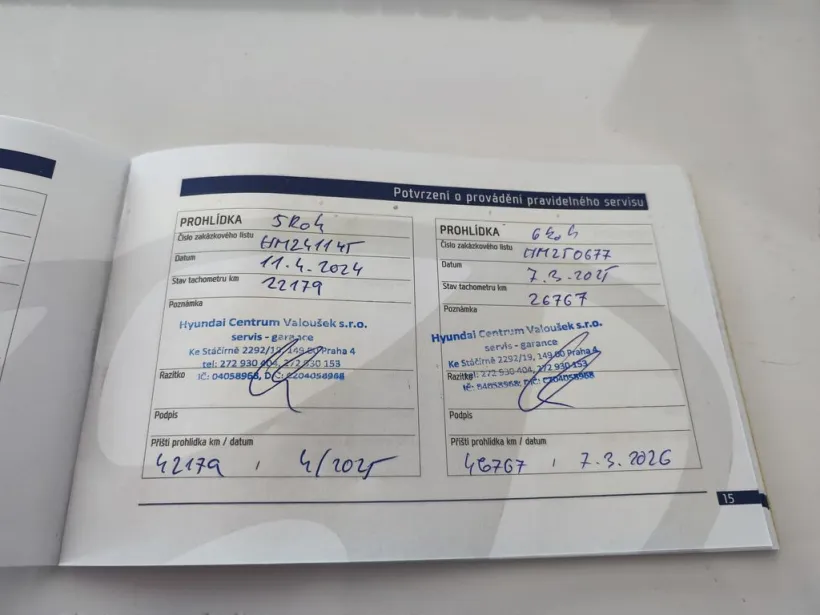 Potvrzení o provádění pravidelného servisu
PROHLÍDKA 5 Rok
Číslo zakázkového listu HM241145
Datum 11.4.2024
Stav tachometru km 22179
Poznámka
Hyundai Centrum Valoušek s.r.o.
servis - garance
Ke Stáčírně 2292/19, 149 00 Praha 4
tel: 272 930 404, 272 930 153
Razítko IČ: 04058968, DIČ: CZ04058968
Podpis
Příští prohlídka km / datum
42179 , 4/2025
PROHLÍDKA 6 Rok
Číslo zakázkového listu HM250677
Datum 7.3.2025
Stav tachometru km 26767
Poznámka
Hyundai Centrum Valoušek s.r.o.
servis - garance
Ke Stáčírně 2292/19, 149 00 Praha 4
Razítko tel: 272 930 404, 272 930 153
IČ: 04058968, DIČ: CZ04058968
Podpis
Příští prohlídka km / datum
46767 , 7.3.2026
15